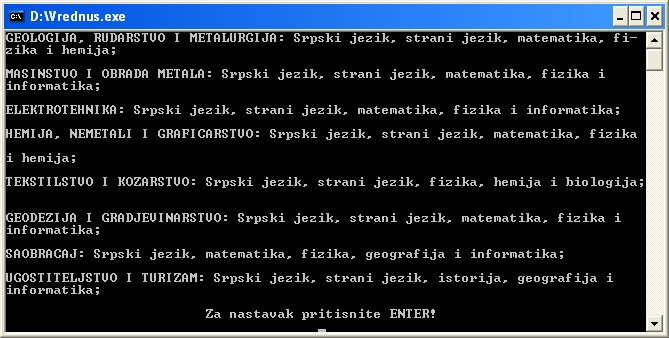 D:\Vrednus.exe
GEOLOGIJA, RUDARSTVO I METALURGIJA: Srpski jezik, strani jezik, matematika, fi-
zika i hemija;
MASINSTVO I OBRADA METALA: Srpski jezik, strani jezik, matematika, fizika i
informatika;
ELEKTROTEHNIKA: Srpski jezik, strani jezik, matematika, fizika i informatika;
HEMIJA, NEMETALI I GRAFICARSTVO: Srpski jezik, strani jezik, matematika, fizika
i hemija;
TEKSTILSTVO I KOZARSTVO: Srpski jezik, strani jezik, fizika, hemija i biologija;
GEODEZIJA I GRADJEVINARSTVO: Srpski jezik, strani jezik, matematika, fizika i
informatika;
SAOBRACAJ: Srpski jezik, matematika, fizika, geografija i informatika;
UGOSTITELJSTVO I TURIZAM: Srpski jezik, strani jezik, istorija, geografija i
informatika;
Za nastavak pritisnite ENTER!